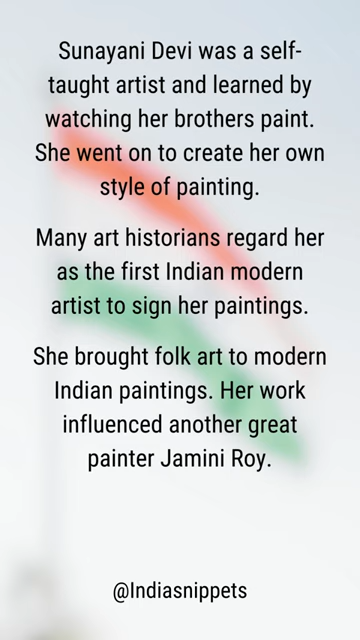 Sunayani Devi was a self-
taught artist and learned by
watching her brothers paint.
She went on to create her own
style of painting.
Many art historians regard her
as the first Indian modern
artist to sign her paintings.
She brought folk art to modern
Indian paintings. Her work
influenced another great
painter Jamini Roy.
@Indiasnippets